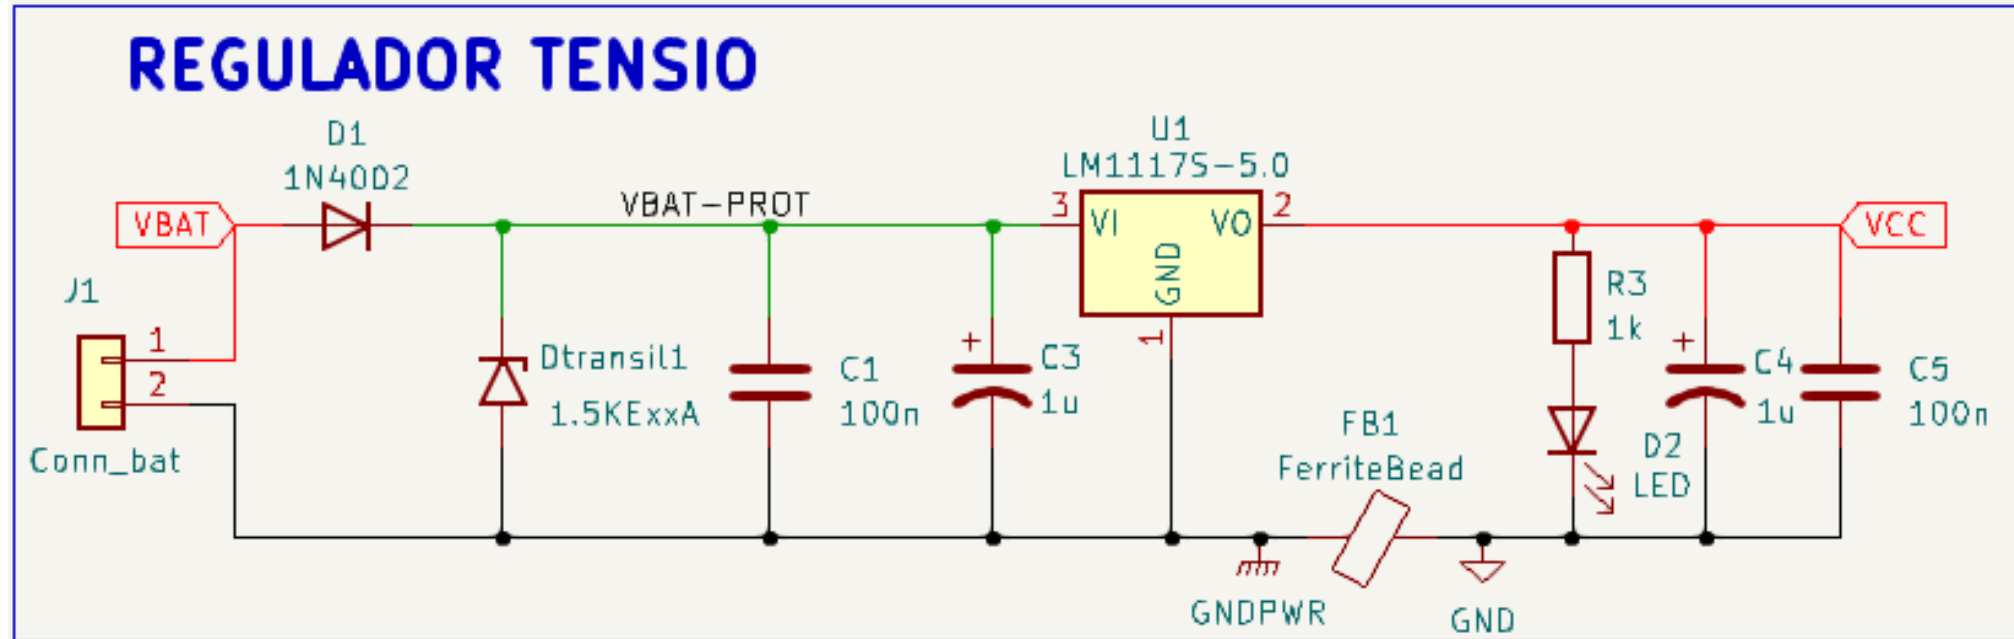 REGULADOR TENSIO
D1
1N4002
VBAT
VBAT-PROT
U1
LM1117S-5.0
3
VI
VO
2
GND
1
VCC
J1
1
2
Conn_bat
Dtransil1
1.5KExxA
C1
100n
+
C3
1u
R3
1k
+
C4
1u
C5
100n
FB1
FerriteBead
D2
LED
GNDPWR
GND